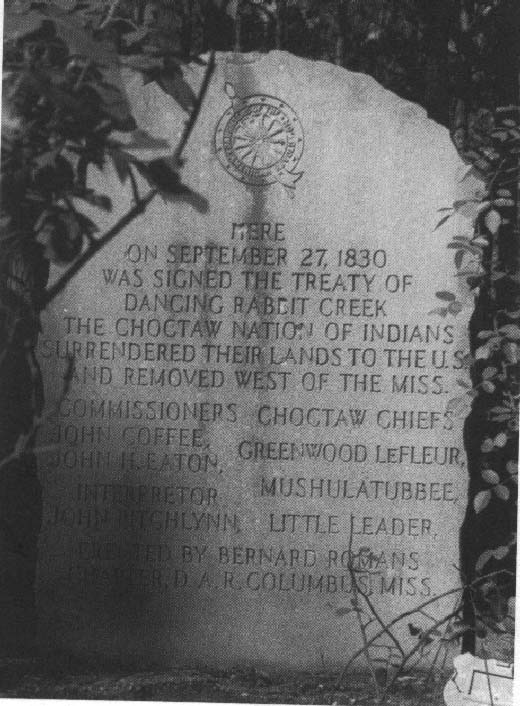 HERE
ON SEPTEMBER 27, 1830
WAS SIGNED THE TREATY OF
DANCING RABBIT CREEK
THE CHOCTAW NATION OF INDIANS
SURRENDERED THEIR LANDS TO THE U.S.
AND REMOVED WEST OF THE MISS.
COMMISSIONERS
JOHN COFFEE,
JOHN H. EATON,
INTERPRETOR
JOHN PITCHLYNN,
CHOCTAW CHIEFS
GREENWOOD LEFLEUR,
MUSHULATUBBEE,
LITTLE LEADER,
ERECTED BY BERNARD ROMANS
CHAPTER, D.A.R. COLUMBUS, MISS.